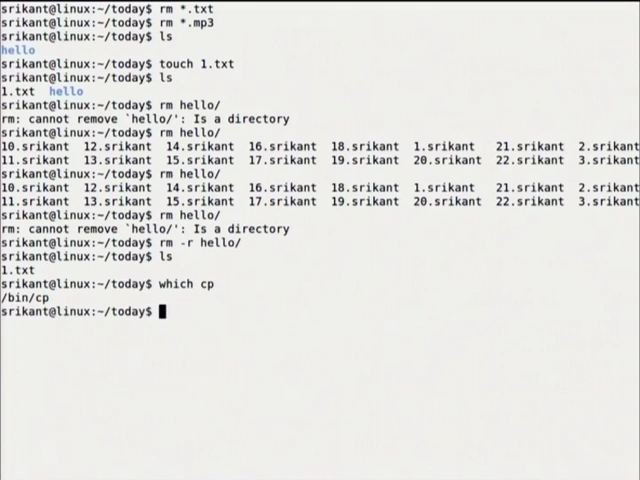 srikant@linux:~/today$ rm *.txt
srikant@linux:~/today$ rm *.mp3
srikant@linux:~/today$ ls
hello
srikant@linux:~/today$ touch 1.txt
srikant@linux:~/today$ ls
1.txt  hello
srikant@linux:~/today$ rm hello/
rm: cannot remove `hello/': Is a directory
srikant@linux:~/today$ rm hello/
10.srikant  12.srikant  14.srikant  16.srikant  18.srikant  1.srikant   21.srikant  2.srikant
11.srikant  13.srikant  15.srikant  17.srikant  19.srikant  20.srikant  22.srikant  3.srikant
srikant@linux:~/today$ rm hello/
10.srikant  12.srikant  14.srikant  16.srikant  18.srikant  1.srikant   21.srikant  2.srikant
11.srikant  13.srikant  15.srikant  17.srikant  19.srikant  20.srikant  22.srikant  3.srikant
srikant@linux:~/today$ rm hello/
rm: cannot remove `hello/': Is a directory
srikant@linux:~/today$ rm -r hello/
srikant@linux:~/today$ ls
1.txt
srikant@linux:~/today$ which cp
/bin/cp
srikant@linux:~/today$